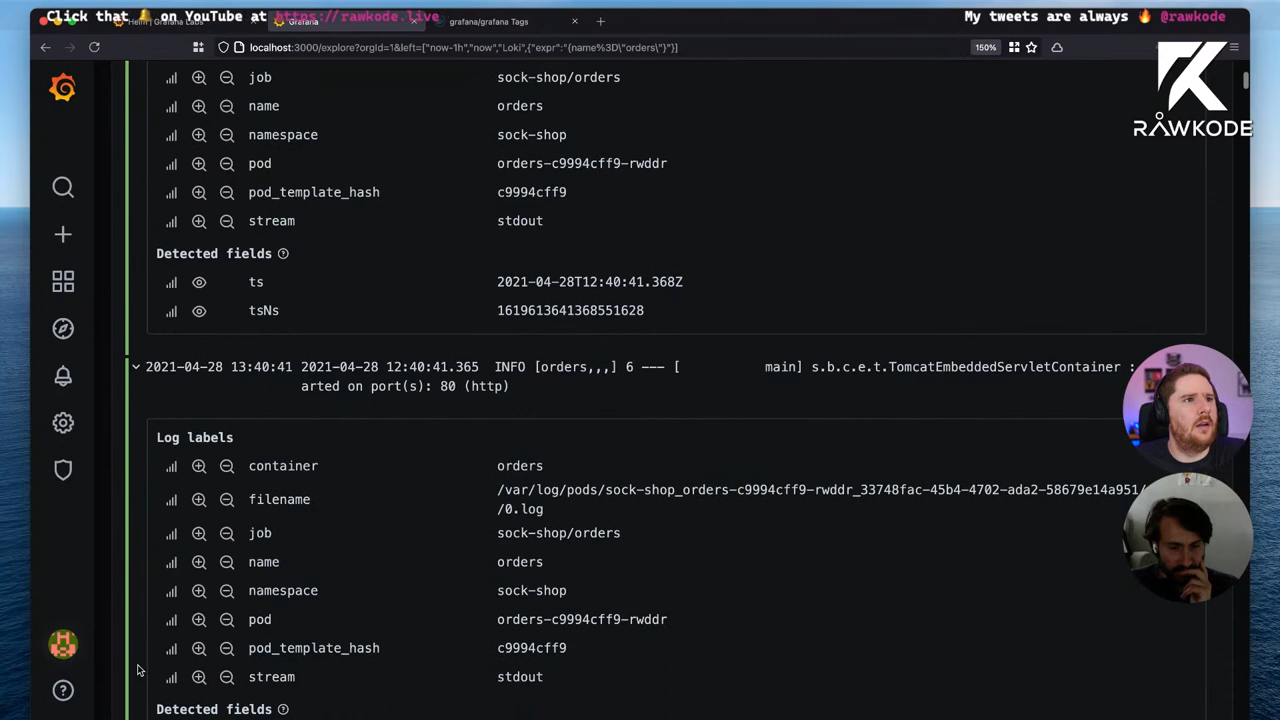 Click that 🔔 on YouTube at https://rawkode.live
My tweets are always 🔥 @rawkode
Helm | Grafana Labs
Grafana
grafana/grafana Tags
localhost:3000/explore?orgId=1&left=["now-1h","now","Loki",{"expr":"{name%3D\"orders\"}"}]
150%
RAWKODE
job sock-shop/orders
name orders
namespace sock-shop
pod orders-c9994cff9-rwddr
pod_template_hash c9994cff9
stream stdout
Detected fields
ts 2021-04-28T12:40:41.368Z
tsNs 1619613641368551628
2021-04-28 13:40:41 2021-04-28 12:40:41.365 INFO [orders,,,] 6 --- [ main] s.b.c.e.t.TomcatEmbeddedServletContainer :
arted on port(s): 80 (http)
Log labels
container orders
filename /var/log/pods/sock-shop_orders-c9994cff9-rwddr_33748fac-45b4-4702-ada2-58679e14a951/
/0.log
job sock-shop/orders
name orders
namespace sock-shop
pod orders-c9994cff9-rwddr
pod_template_hash c9994cff9
stream stdout
Detected fields